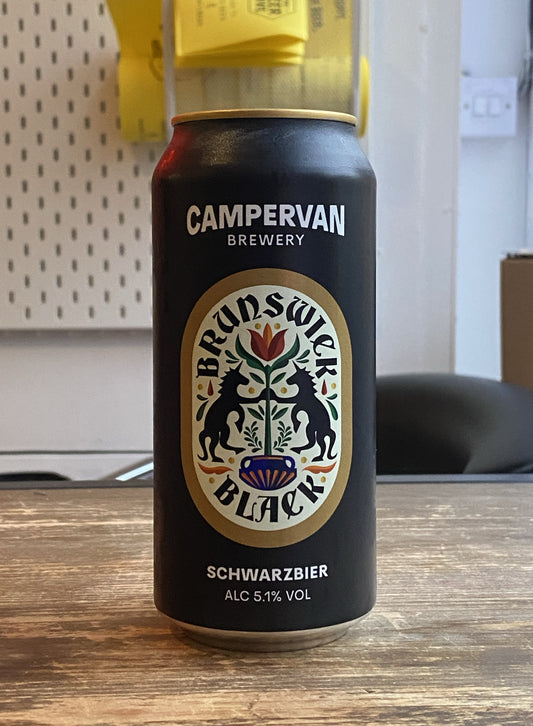 CAMPERVAN
BREWERY
BRUNSWICK
BLACK
SCHWARZBIER
ALC 5.1% VOL